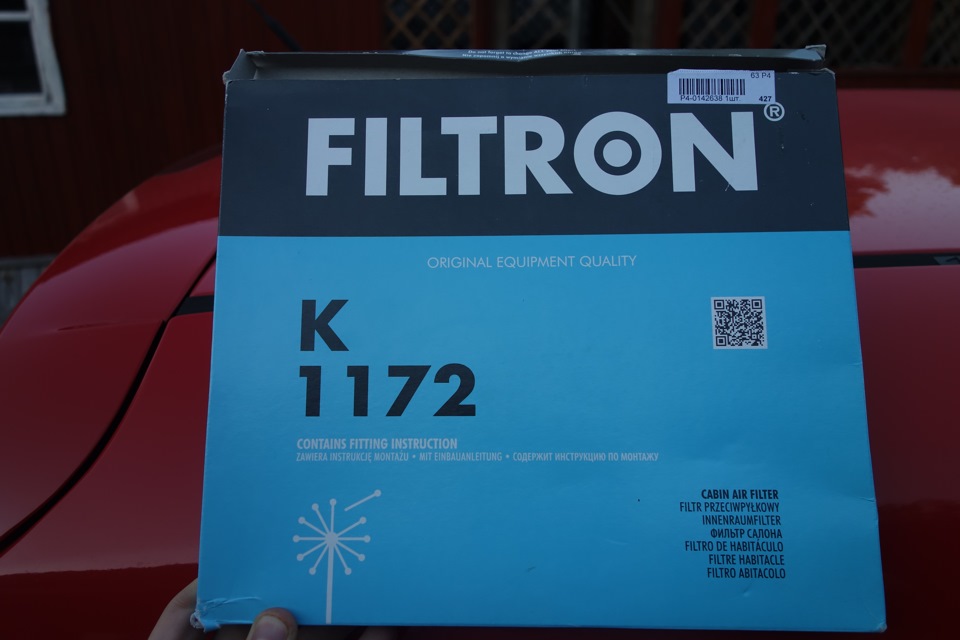 63 P4
P4-0142638 1шт.
427
FILTRON®
ORIGINAL EQUIPMENT QUALITY
K
1172
CONTAINS FITTING INSTRUCTION
ZAWIERA INSTRUKCJĘ MONTAŻU • MIT EINBAUANLEITUNG • СОДЕРЖИТ ИНСТРУКЦИЮ ПО МОНТАЖУ
CABIN AIR FILTER
FILTR PRZECIWPYŁKOWY
INNENRAUMFILTER
ФИЛЬТР САЛОНА
FILTRO DE HABITÁCULO
FILTRE HABITACLE
FILTRO ABITACOLO